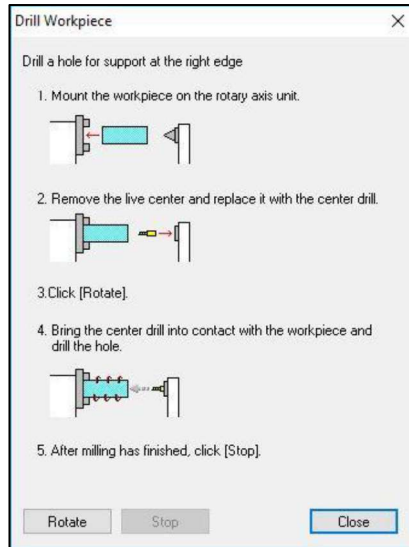 Drill Workpiece
Drill a hole for support at the right edge
1. Mount the workpiece on the rotary axis unit.
2. Remove the live center and replace it with the center drill.
3.Click [Rotate].
4. Bring the center drill into contact with the workpiece and
drill the hole.
5. After milling has finished, click [Stop].
Rotate Stop Close